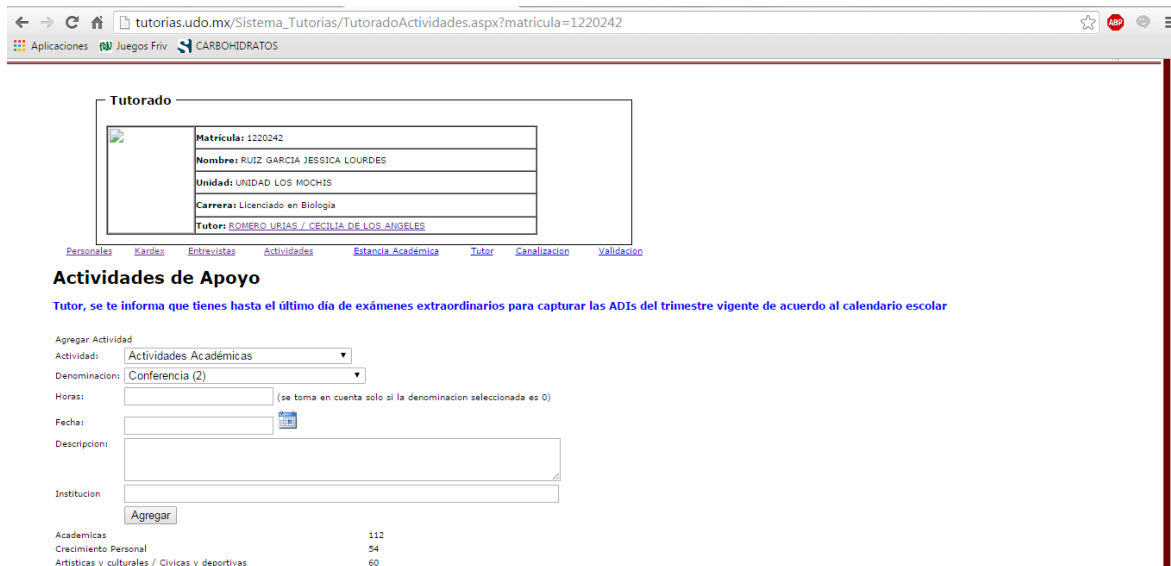 tutorias.udo.mx/Sistema_Tutorias/TutoradoActividades.aspx?matricula=1220242
ABP
Aplicaciones FRIV Juegos Friv CARBOHIDRATOS
Tutorado
Matrícula: 1220242
Nombre: RUIZ GARCIA JESSICA LOURDES
Unidad: UNIDAD LOS MOCHIS
Carrera: Licenciado en Biología
Tutor: ROMERO URIAS / CECILIA DE LOS ANGELES
Personales Kardex Entrevistas Actividades Estancia Académica Tutor Canalizacion Validacion
Actividades de Apoyo
Tutor, se te informa que tienes hasta el último día de exámenes extraordinarios para capturar las ADIs del trimestre vigente de acuerdo al calendario escolar
Agregar Actividad
Actividad: Actividades Académicas
Denominacion: Conferencia (2)
Horas: (se toma en cuenta solo si la denominacion seleccionada es 0)
Fecha:
Descripcion:
Institucion
Agregar
Academicas 112
Crecimiento Personal 54
Artisticas y culturales / Civicas y deportivas 60